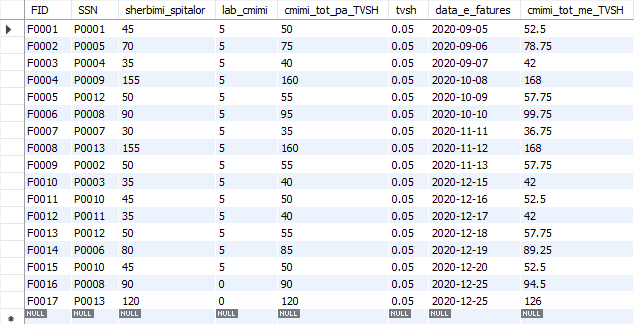 FID SSN sherbimi_spitalor lab_cmimi cmimi_tot_pa_TVSH tvsh data_e_fatures cmimi_tot_me_TVSH
F0001 P0001 45 5 50 0.05 2020-09-05 52.5
F0002 P0005 70 5 75 0.05 2020-09-06 78.75
F0003 P0004 35 5 40 0.05 2020-09-07 42
F0004 P0009 155 5 160 0.05 2020-10-08 168
F0005 P0012 50 5 55 0.05 2020-10-09 57.75
F0006 P0008 90 5 95 0.05 2020-10-10 99.75
F0007 P0007 30 5 35 0.05 2020-11-11 36.75
F0008 P0013 155 5 160 0.05 2020-11-12 168
F0009 P0002 50 5 55 0.05 2020-11-13 57.75
F0010 P0003 35 5 40 0.05 2020-12-15 42
F0011 P0010 45 5 50 0.05 2020-12-16 52.5
F0012 P0011 35 5 40 0.05 2020-12-17 42
F0013 P0012 50 5 55 0.05 2020-12-18 57.75
F0014 P0006 80 5 85 0.05 2020-12-19 89.25
F0015 P0010 45 5 50 0.05 2020-12-20 52.5
F0016 P0008 90 0 90 0.05 2020-12-25 94.5
F0017 P0013 120 0 120 0.05 2020-12-25 126
NULL NULL NULL NULL NULL NULL NULL NULL